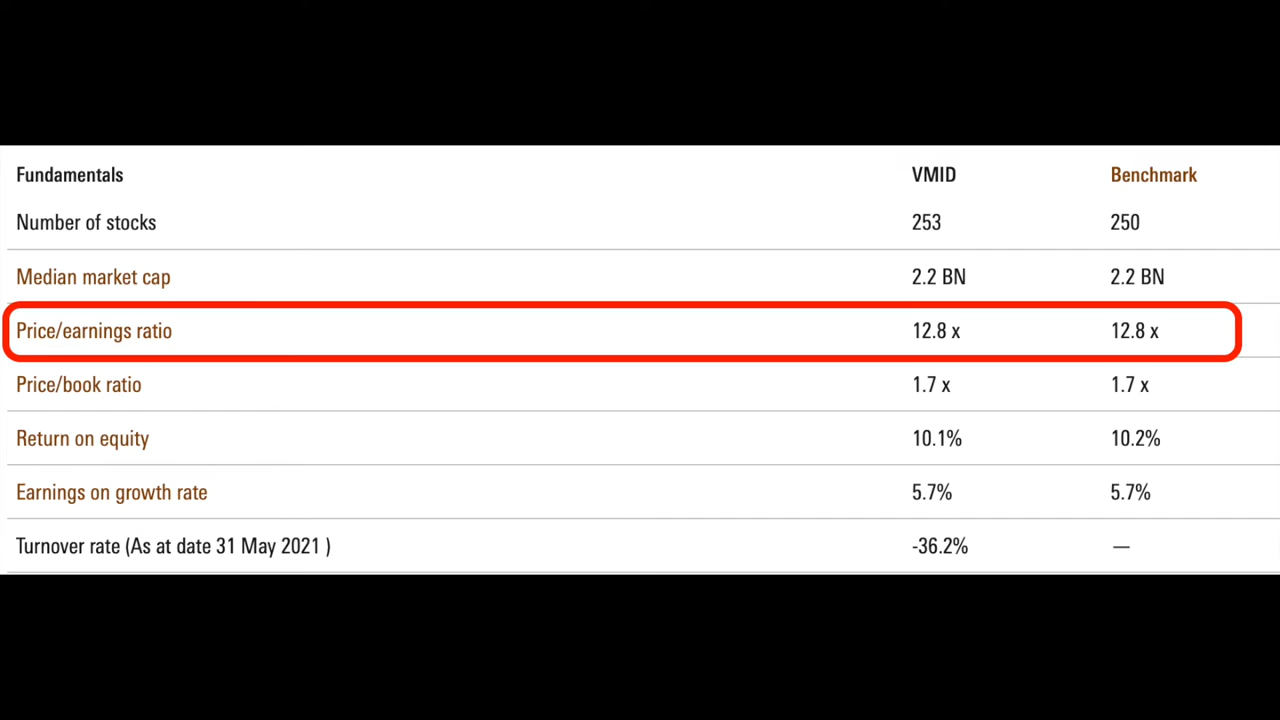 Fundamentals VMID Benchmark
Number of stocks 253 250
Median market cap 2.2 BN 2.2 BN
Price/earnings ratio 12.8 x 12.8 x
Price/book ratio 1.7 x 1.7 x
Return on equity 10.1% 10.2%
Earnings on growth rate 5.7% 5.7%
Turnover rate (As at date 31 May 2021 ) -36.2% —